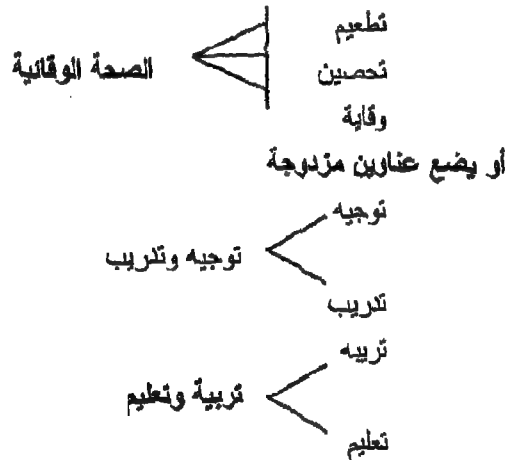 تطعيم
الصحة الوقائية
تحصين
وقاية
أو يضع عناوين مزدوجة
توجيه
توجيه وتدريب
تدريب
تربيه
تربية وتعليم
تعليم